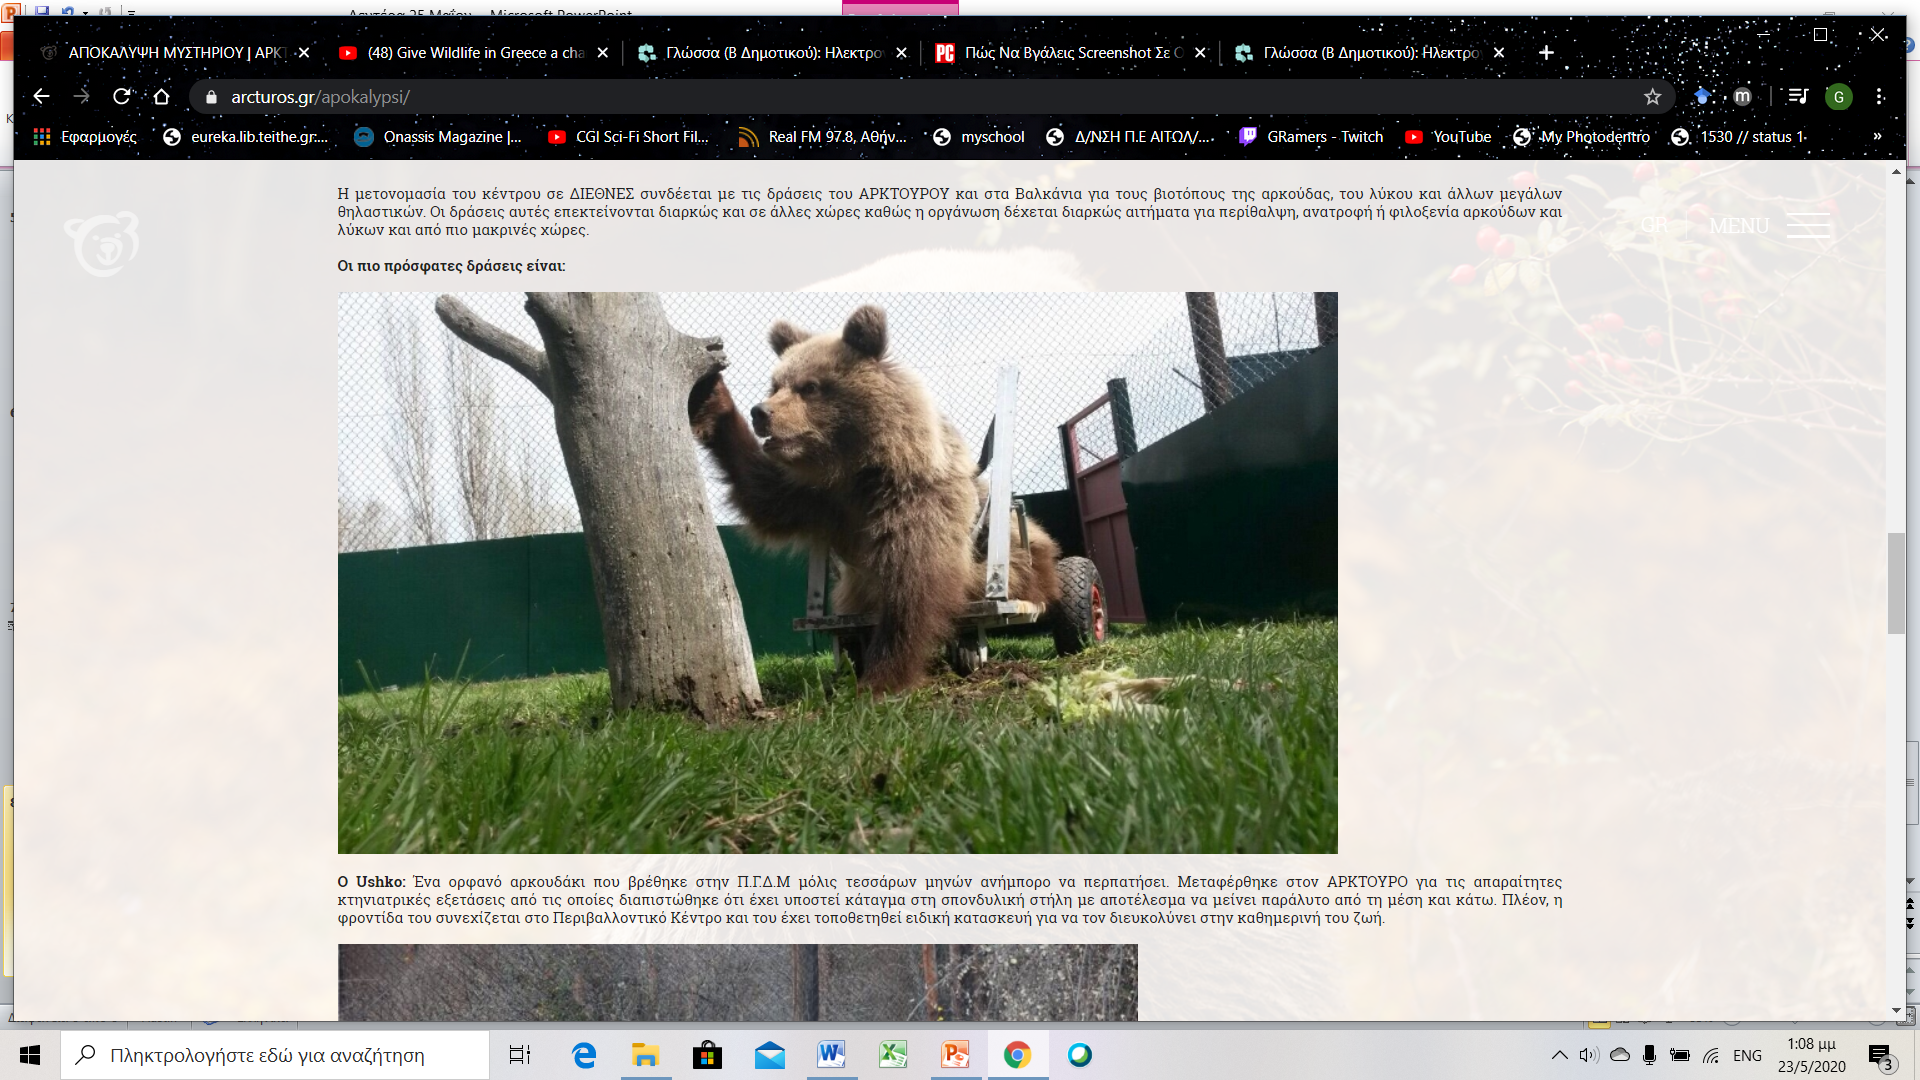 Δευτέρα 25 Μαΐου - Microsoft PowerPoint
ΑΠΟΚΑΛΥΨΗ ΜΥΣΤΗΡΙΟΥ | ΑΡΚΤ
(48) Give Wildlife in Greece a cha
Γλώσσα (Β Δημοτικού): Ηλεκτρο
Πώς Να Βγάλεις Screenshot Σε Ο
Γλώσσα (Β Δημοτικού): Ηλεκτρο
arcturos.gr/apokalypsi/
G
Εφαρμογές
eureka.lib.teithe.gr:...
Onassis Magazine |...
CGI Sci-Fi Short Fil...
Real FM 97.8, Αθήν...
myschool
Δ/ΝΣΗ Π.Ε ΑΙΤΩΛ/...
GRamers - Twitch
YouTube
My Photodentro
1530 // status 1
»
Η μετονομασία του κέντρου σε ΔΙΕΘΝΕΣ συνδέεται με τις δράσεις του ΑΡΚΤΟΥΡΟΥ και στα Βαλκάνια για τους βιοτόπους της αρκούδας, του λύκου και άλλων μεγάλων
θηλαστικών. Οι δράσεις αυτές επεκτείνονται διαρκώς και σε άλλες χώρες καθώς η οργάνωση δέχεται διαρκώς αιτήματα για περίθαλψη, ανατροφή ή φιλοξενία αρκούδων και
λύκων και από πιο μακρινές χώρες.
GR | MENU
Οι πιο πρόσφατες δράσεις είναι:
Ο Ushko: Ένα ορφανό αρκουδάκι που βρέθηκε στην Π.Γ.Δ.Μ μόλις τεσσάρων μηνών ανήμπορο να περπατήσει. Μεταφέρθηκε στον ΑΡΚΤΟΥΡΟ για τις απαραίτητες
κτηνιατρικές εξετάσεις από τις οποίες διαπιστώθηκε ότι έχει υποστεί κάταγμα στη σπονδυλική στήλη με αποτέλεσμα να μείνει παράλυτο από τη μέση και κάτω. Πλέον, η
φροντίδα του συνεχίζεται στο Περιβαλλοντικό Κέντρο και του έχει τοποθετηθεί ειδική κατασκευή για να τον διευκολύνει στην καθημερινή του ζωή.
Πληκτρολογήστε εδώ για αναζήτηση
ENG
1:08 μμ
23/5/2020
3